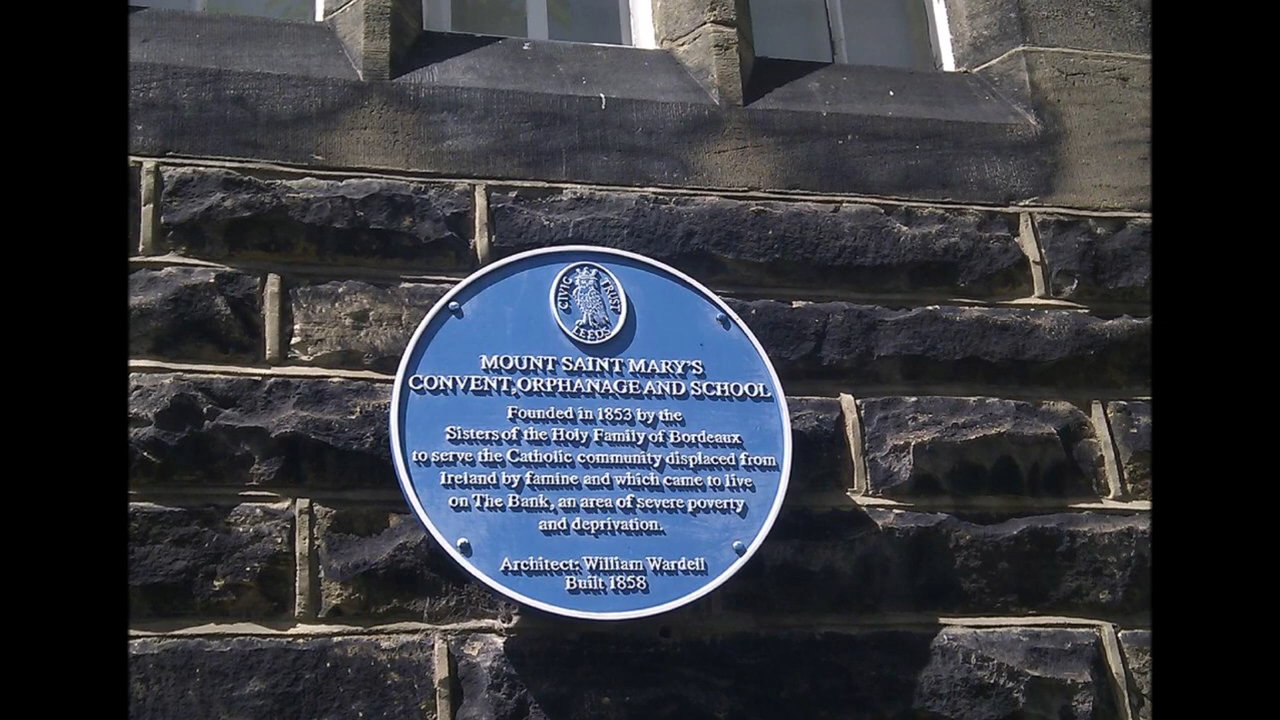 CIVIC TRUST
LEEDS
MOUNT SAINT MARY'S
CONVENT, ORPHANAGE AND SCHOOL
Founded in 1853 by the
Sisters of the Holy Family of Bordeaux
to serve the Catholic community displaced from
Ireland by famine and which came to live
on The Bank, an area of severe poverty
and deprivation.
Architect: William Wardell
Built 1858